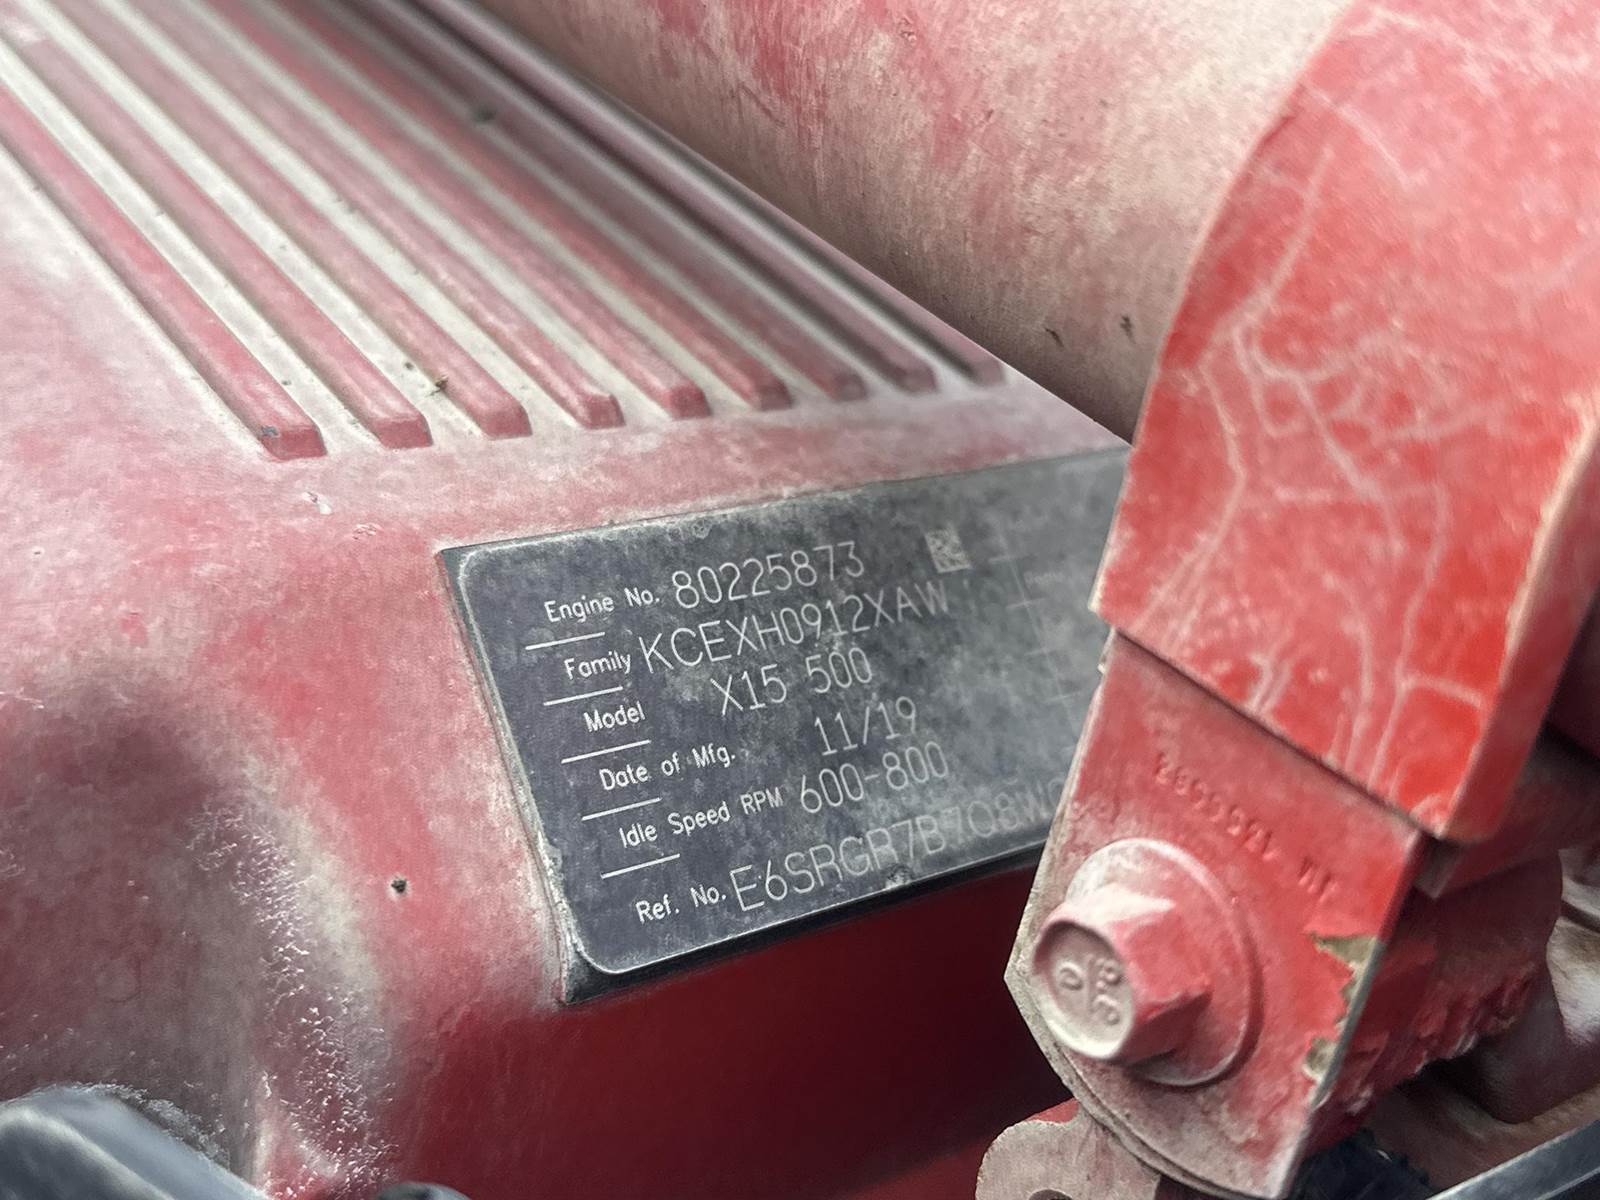 Engine No. 80225873
Family KCEXH0912XAW
Model X15 500
Date of Mfg. 11/19
Idle Speed RPM 600-800
Ref. No.